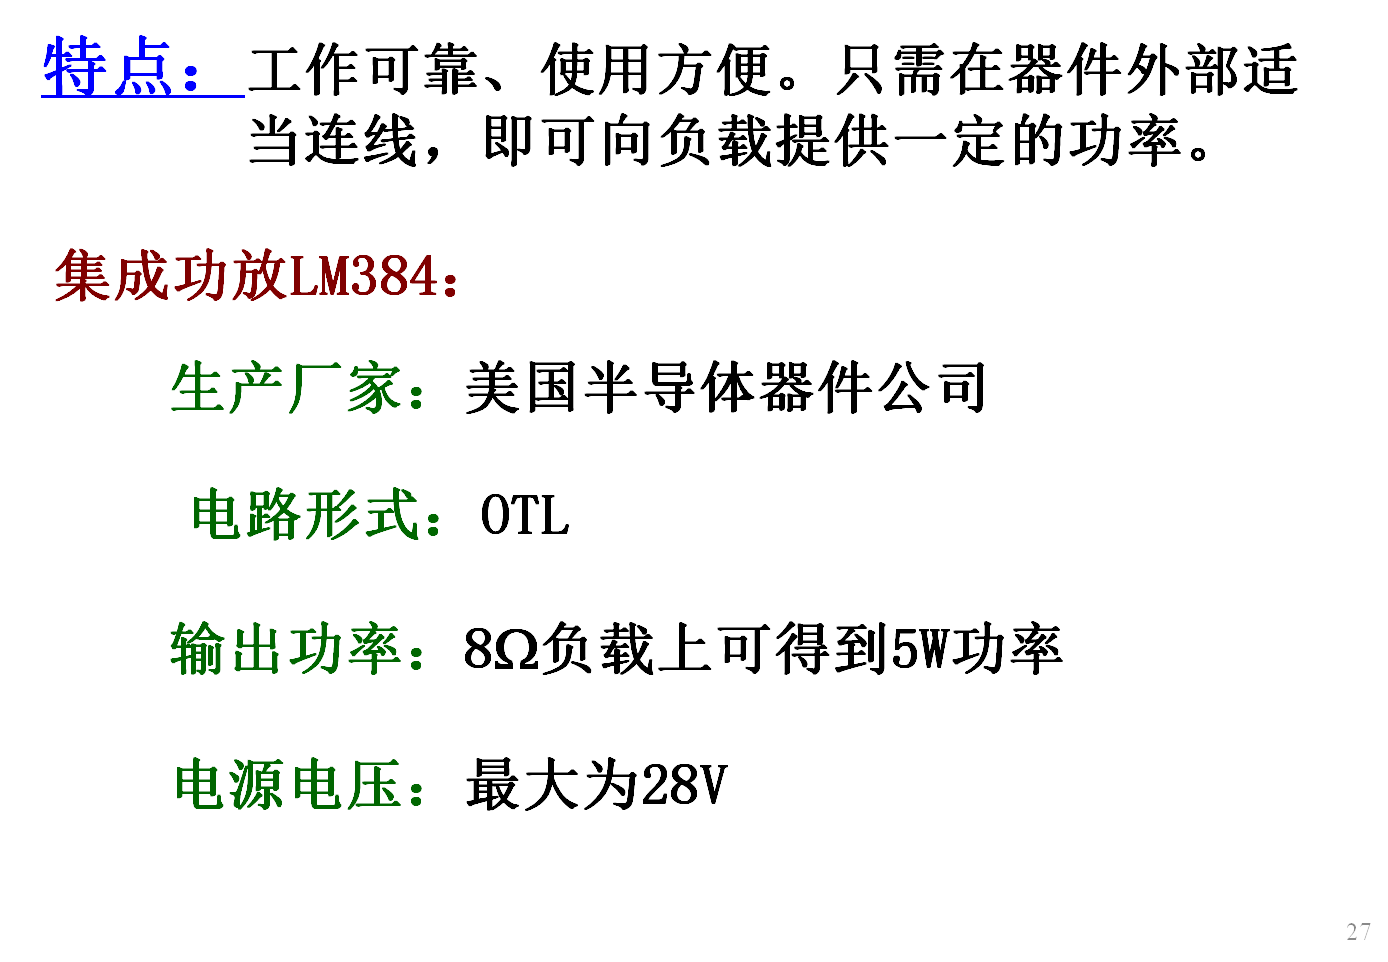 特点：工作可靠、使用方便。只需在器件外部适
当连线，即可向负载提供一定的功率。
集成功放LM384：
生产厂家：美国半导体器件公司
电路形式：OTL
输出功率：8Ω负载上可得到5W功率
电源电压：最大为28V
27